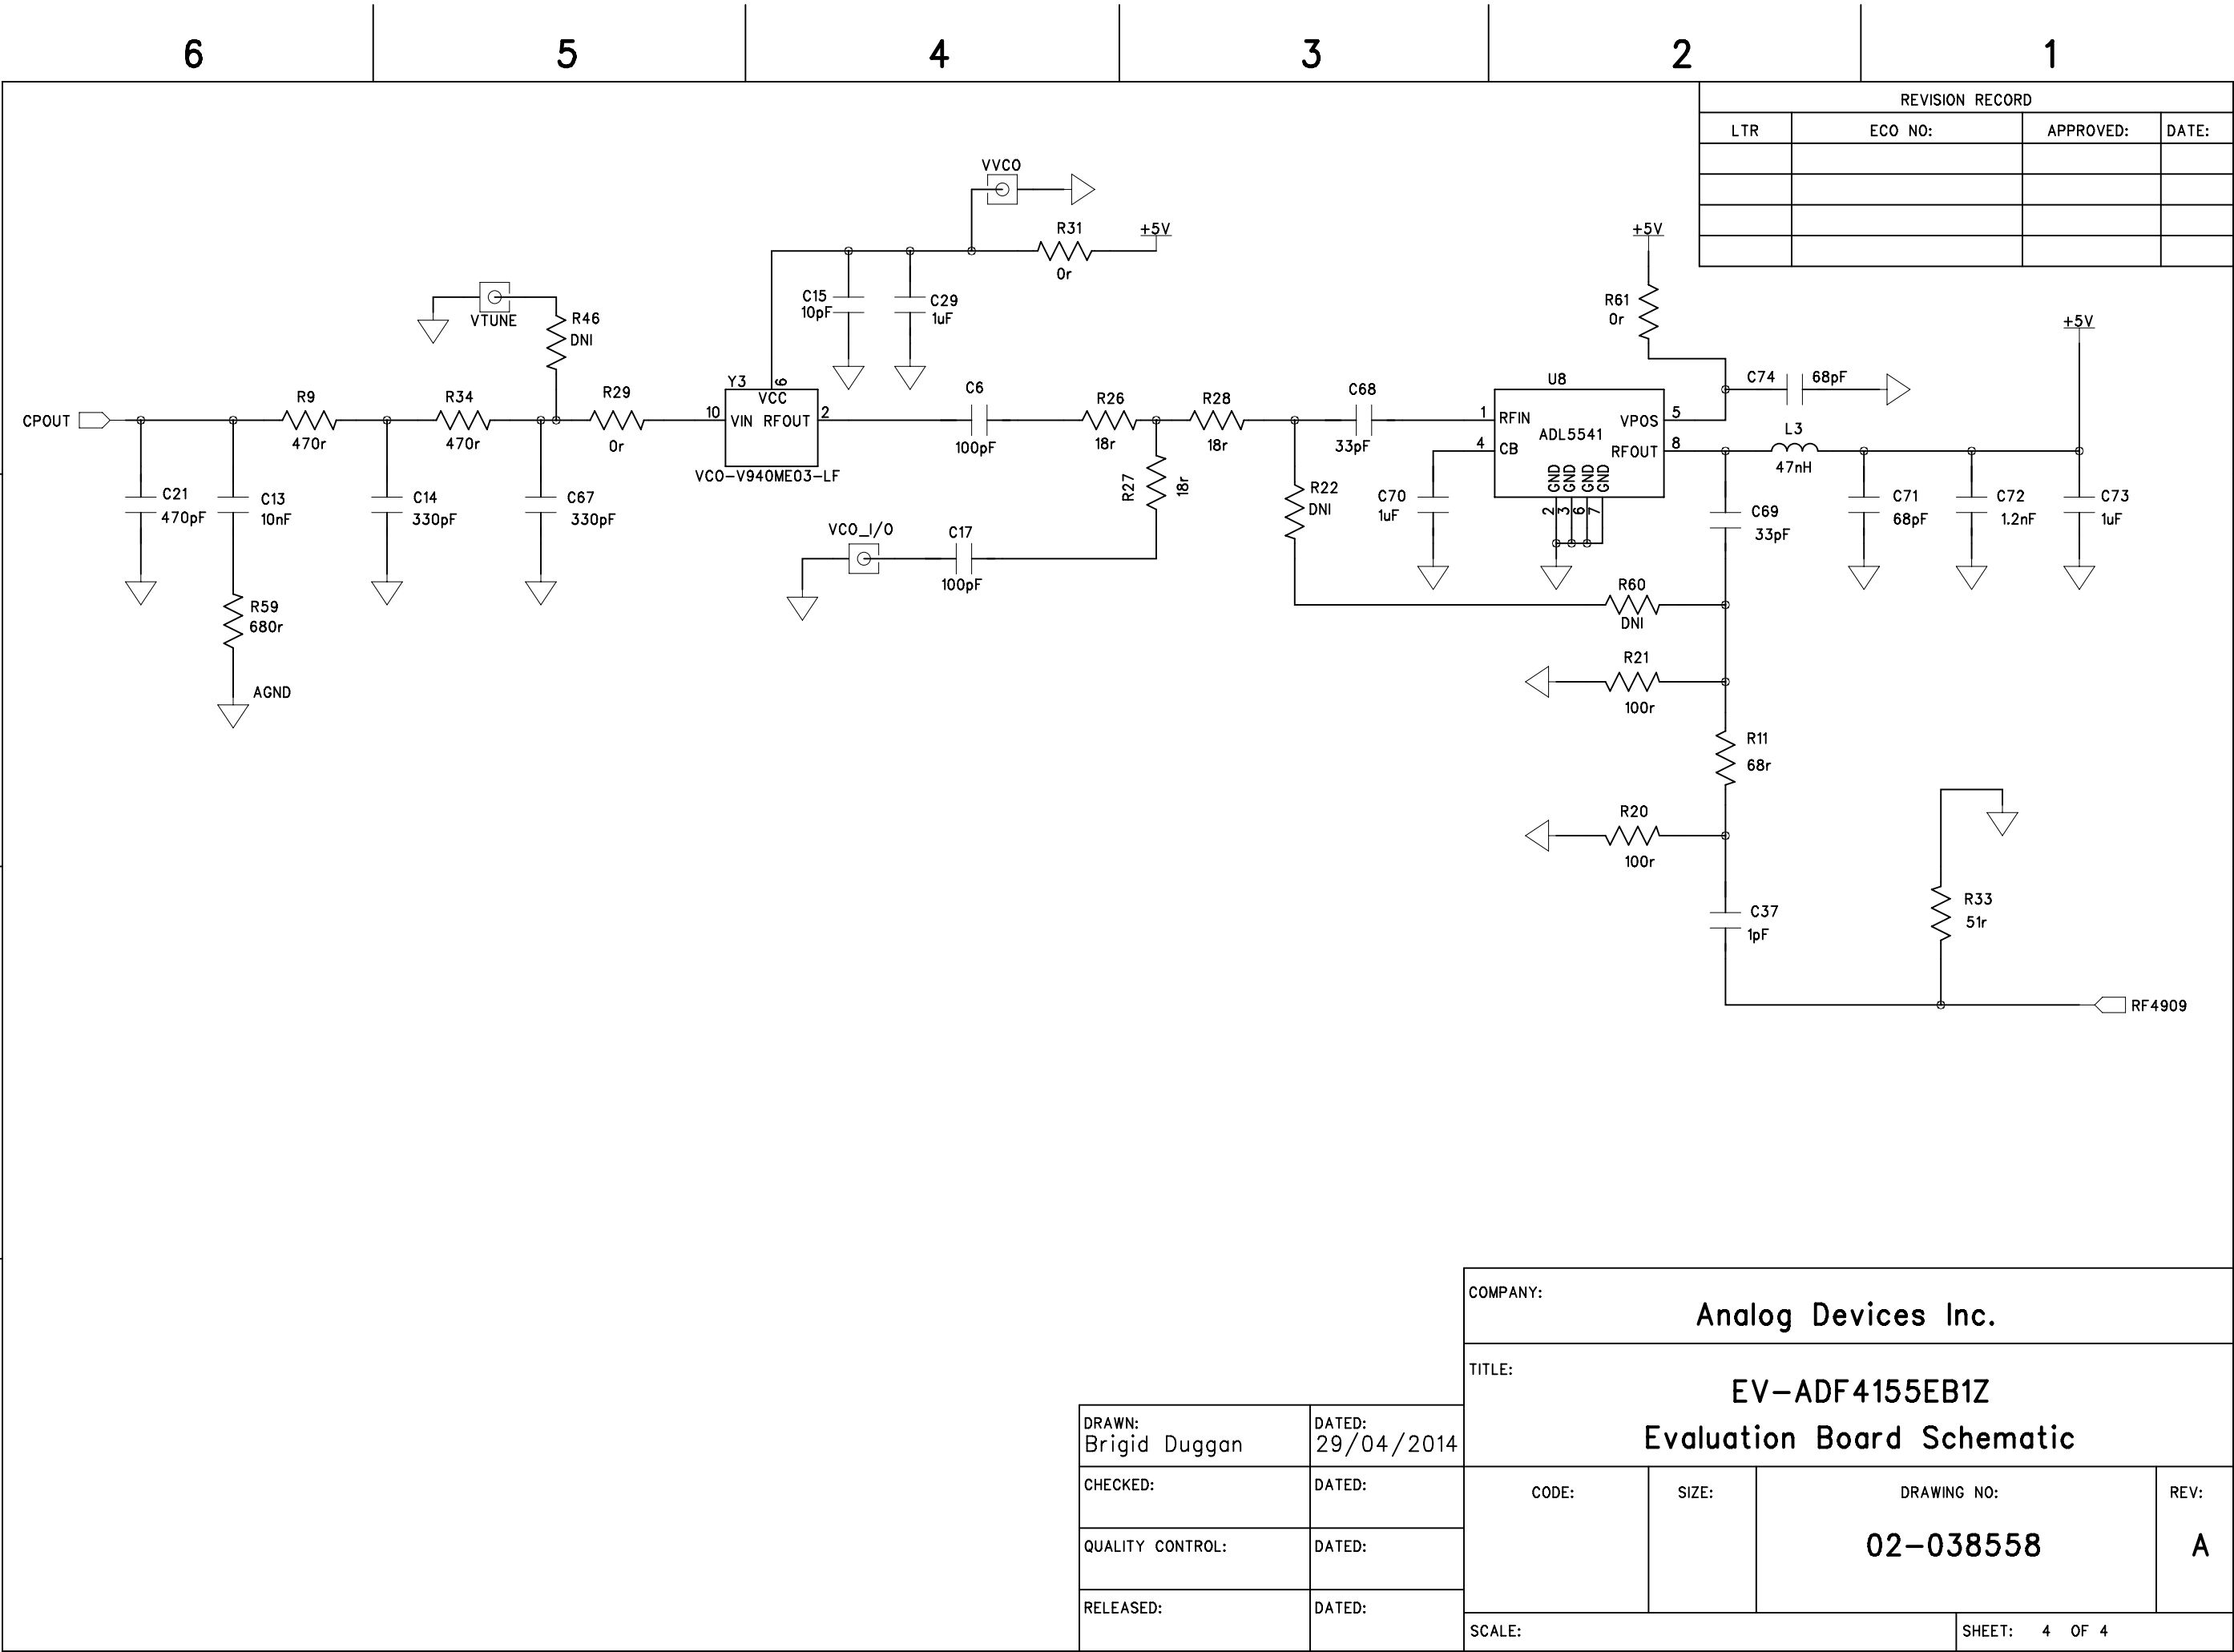 6 5 4 3 2 1
REVISION RECORD
LTR ECO NO: APPROVED: DATE:
VVCO
R31
0r
+5V
C15
10pF
C29
1uF
VTUNE
R46
DNI
CPOUT
R9
470r
R34
470r
R29
0r
C21
470pF
C13
10nF
R59
680r
AGND
C14
330pF
C67
330pF
Y3
6
VCC
10
VIN RFOUT
2
VCO-V940ME03-LF
C6
100pF
R26
18r
R28
18r
R27
18r
VCO_I/O
C17
100pF
C68
33pF
R22
DNI
+5V
R61
0r
U8
1
RFIN
4
CB
ADL5541
VPOS
5
RFOUT
8
GND
GND
GND
GND
2
3
6
7
C70
1uF
C74
68pF
L3
47nH
+5V
C69
33pF
C71
68pF
C72
1.2nF
C73
1uF
R60
DNI
R21
100r
R11
68r
R20
100r
C37
1pF
R33
51r
RF4909
COMPANY:
Analog Devices Inc.
TITLE:
EV-ADF4155EB1Z
Evaluation Board Schematic
DRAWN:
Brigid Duggan
DATED:
29/04/2014
CHECKED:
DATED:
QUALITY CONTROL:
DATED:
RELEASED:
DATED:
CODE:
SIZE:
DRAWING NO:
02-038558
REV:
A
SCALE:
SHEET: 4 OF 4